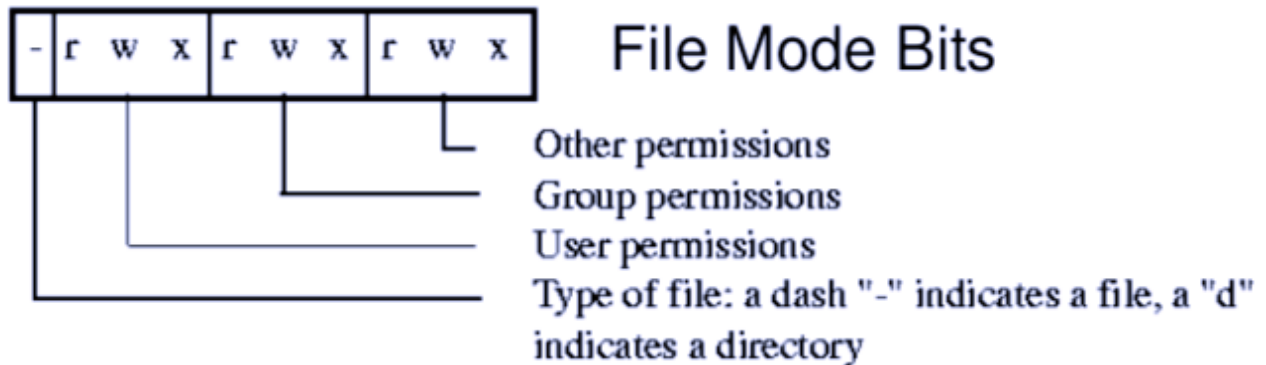 - r w x r w x r w x
File Mode Bits
Other permissions
Group permissions
User permissions
Type of file: a dash "-" indicates a file, a "d"
indicates a directory